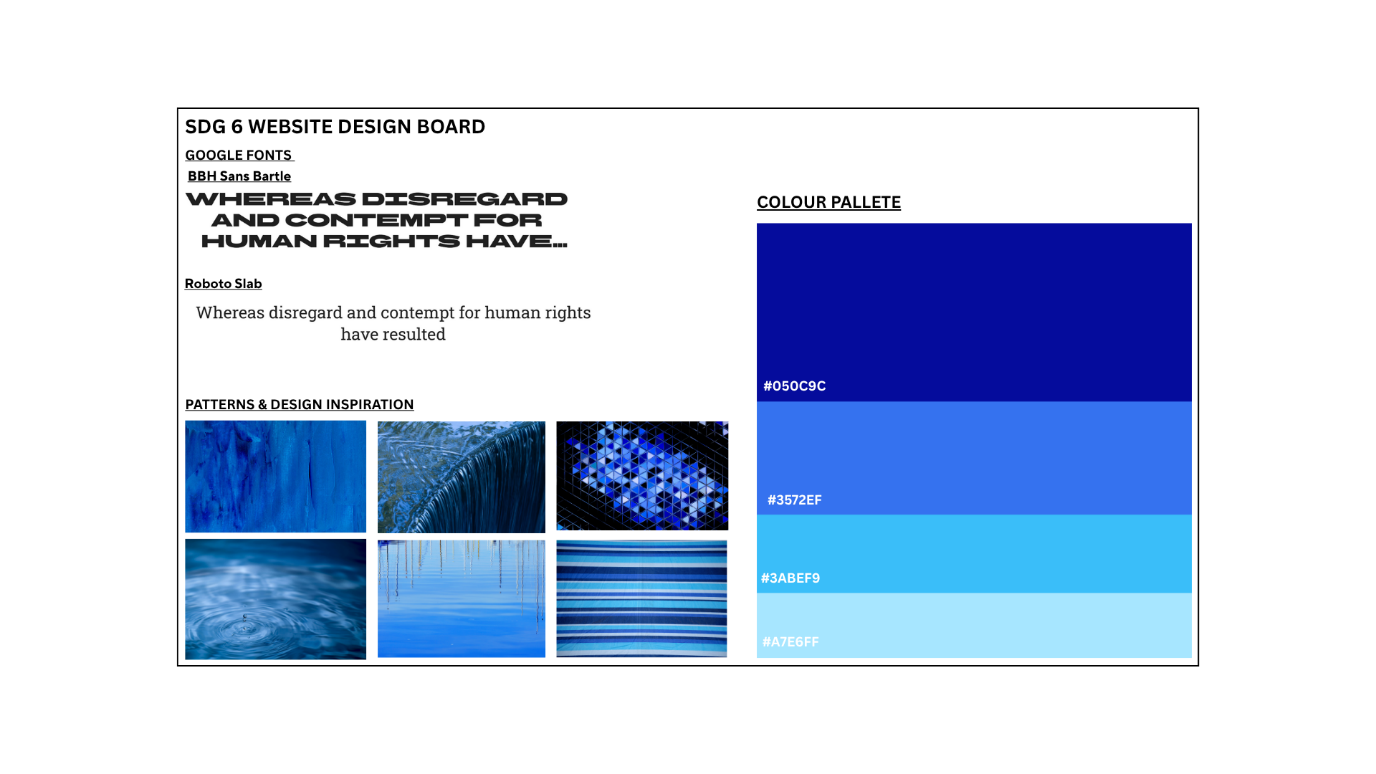 SDG 6 WEBSITE DESIGN BOARD
GOOGLE FONTS
BBH Sans Bartle
WHEREAS DISREGARD
AND CONTEMPT FOR
HUMAN RIGHTS HAVE...
Roboto Slab
Whereas disregard and contempt for human rights
have resulted
PATTERNS & DESIGN INSPIRATION
COLOUR PALLETE
#050C9C
#3572EF
#3ABEF9
#A7E6FF